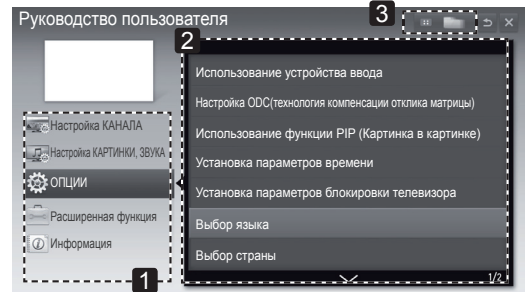 Руководство пользователя
3
2
Использование устройства ввода
Настройка ODC(технология компенсации отклика матрицы)
Использование функции PIP (Картинка в картинке)
Установка параметров времени
Установка параметров блокировки телевизора
Выбор языка
Выбор страны
1/2
Настройка КАНАЛА
Настройка КАРТИНКИ, ЗВУКА
ОПЦИИ
Расширенная функция
Информация
1